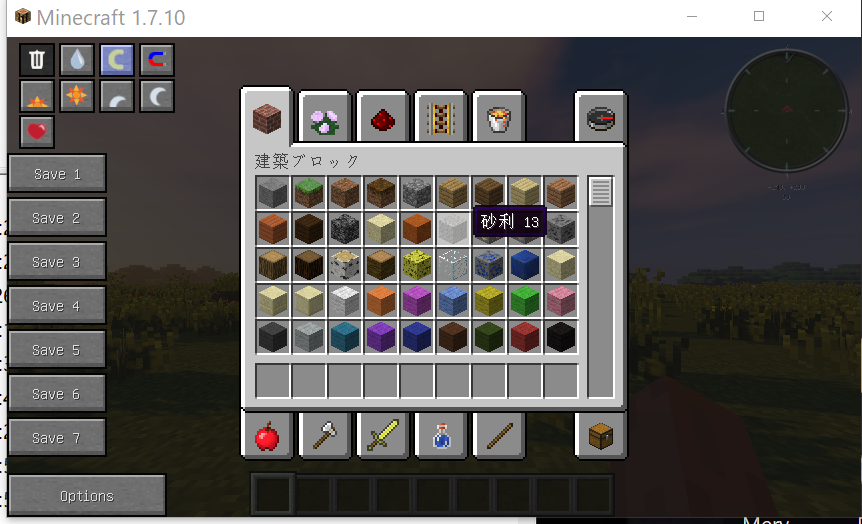 Minecraft 1.7.10
建築ブロック
砂利 13
Save 1
Save 2
Save 3
Save 4
Save 5
Save 6
Save 7
Options